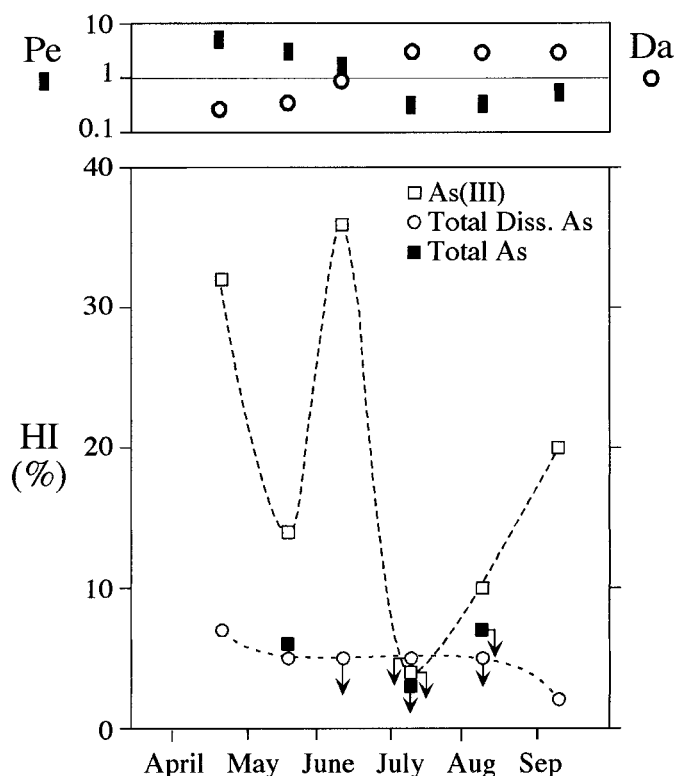 10
Pe
Da
1
0.1
40
As(III)
Total Diss. As
Total As
30
HI
(%)
20
10
0
April May June July Aug Sep